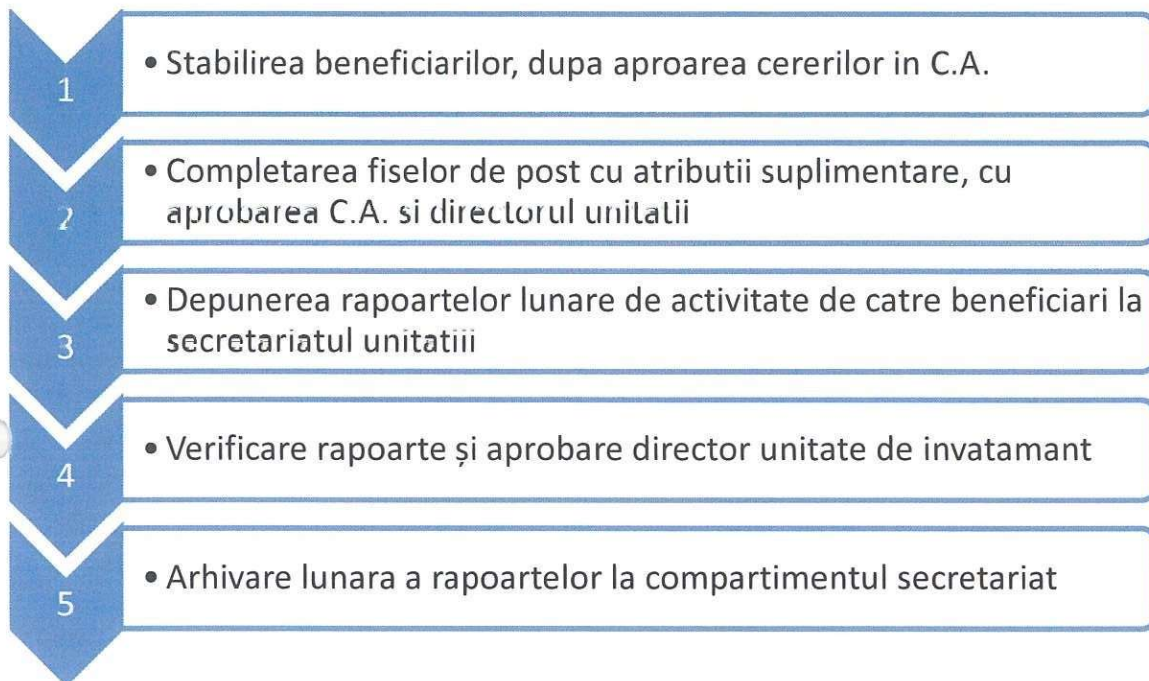 1
• Stabilirea beneficiarilor, dupa aproarea cererilor in C.A.
2
• Completarea fiselor de post cu atributii suplimentare, cu
aprobarea C.A. si directorul unitatii
3
• Depunerea rapoartelor lunare de activitate de catre beneficiari la
secretariatul unitatiii
4
• Verificare rapoarte și aprobare director unitate de invatamant
5
• Arhivare lunara a rapoartelor la compartimentul secretariat